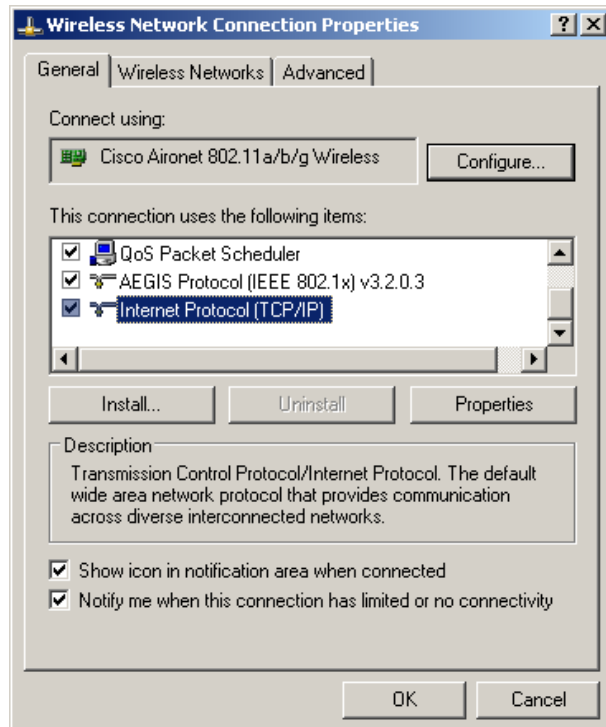 Wireless Network Connection Properties
General
Wireless Networks
Advanced
Connect using:
Cisco Aironet 802.11a/b/g Wireless
Configure...
This connection uses the following items:
QoS Packet Scheduler
AEGIS Protocol (IEEE 802.1x) v3.2.0.3
Internet Protocol (TCP/IP)
Install...
Uninstall
Properties
Description
Transmission Control Protocol/Internet Protocol. The default
wide area network protocol that provides communication
across diverse interconnected networks.
Show icon in notification area when connected
Notify me when this connection has limited or no connectivity
OK
Cancel